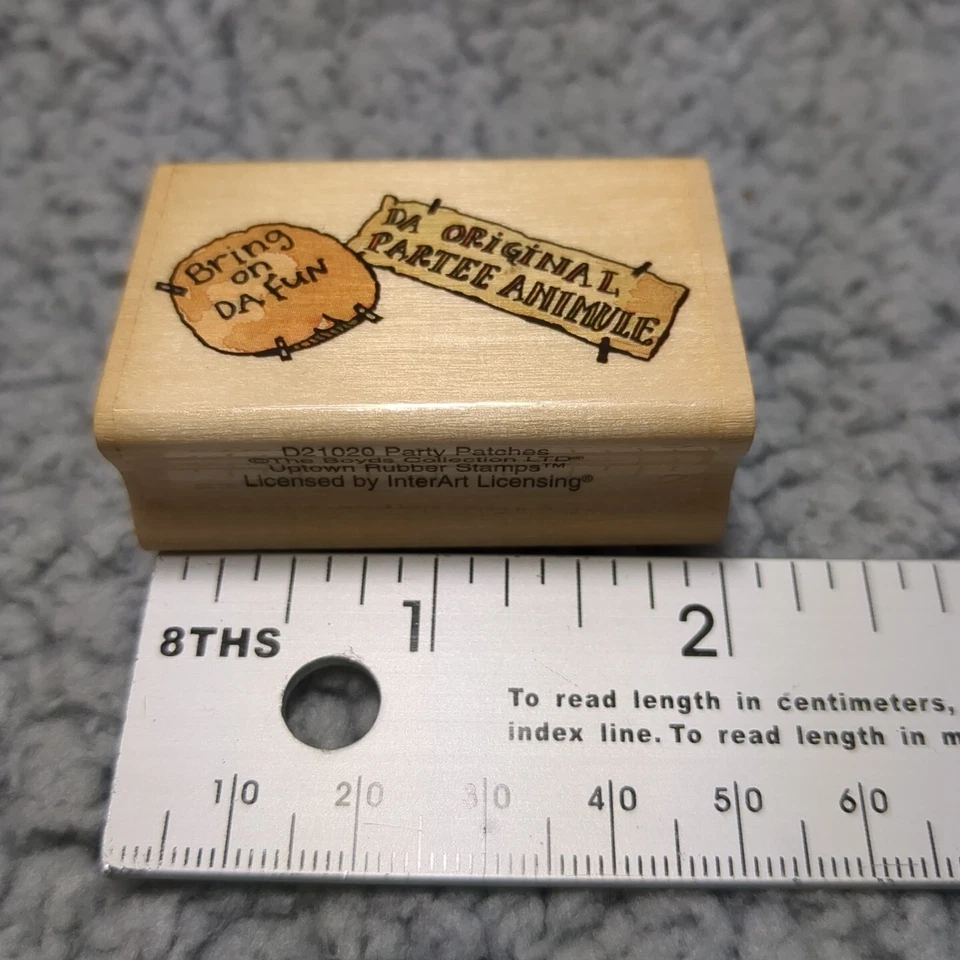 Bring
on
DA FUN
DA ORiGiNAL
PARTEE ANIMULE
D21020 Party Patches
©The Boyds Collection LTD®
Uptown Rubber Stamps™
Licensed by InterArt Licensing®
1 2
8THS
To read length in centimeters,
index line. To read length in m
10 20 30 40 50 60